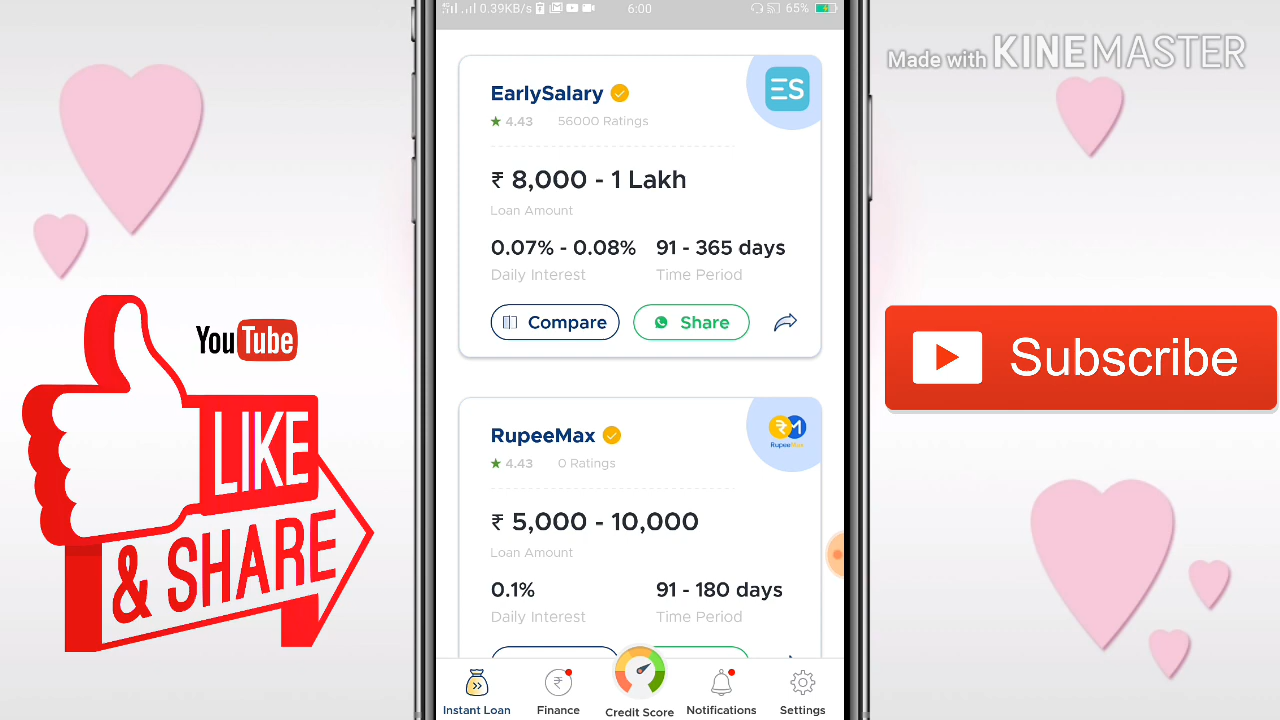 0.39KB/s 6:00 65%
Made with KINEMASTER
EarlySalary
ES
4.43 56000 Ratings
₹ 8,000 - 1 Lakh
Loan Amount
0.07% - 0.08% 91 - 365 days
Daily Interest Time Period
Compare Share
YouTube
LIKE
& SHARE
Subscribe
RupeeMax
₹M
RupeeMax
4.43 0 Ratings
₹ 5,000 - 10,000
Loan Amount
0.1% 91 - 180 days
Daily Interest Time Period
Instant Loan Finance Credit Score Notifications Settings